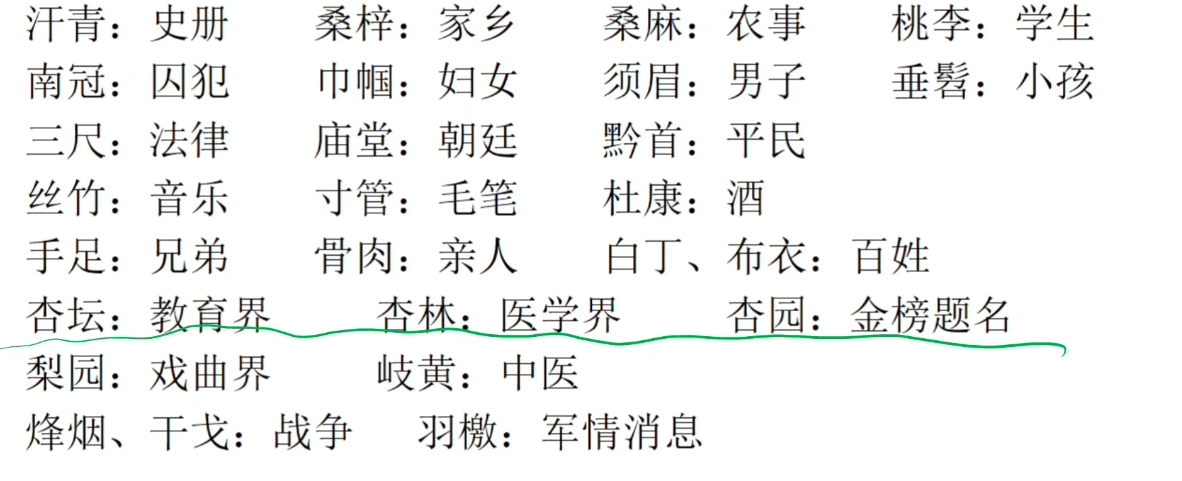 汗青：史册 桑梓：家乡 桑麻：农事 桃李：学生
南冠：囚犯 巾帼：妇女 须眉：男子 垂髫：小孩
三尺：法律 庙堂：朝廷 黔首：平民
丝竹：音乐 寸管：毛笔 杜康：酒
手足：兄弟 骨肉：亲人 白丁、布衣：百姓
杏坛：教育界 杏林：医学界 杏园：金榜题名
梨园：戏曲界 岐黄：中医
烽烟、干戈：战争 羽檄：军情消息